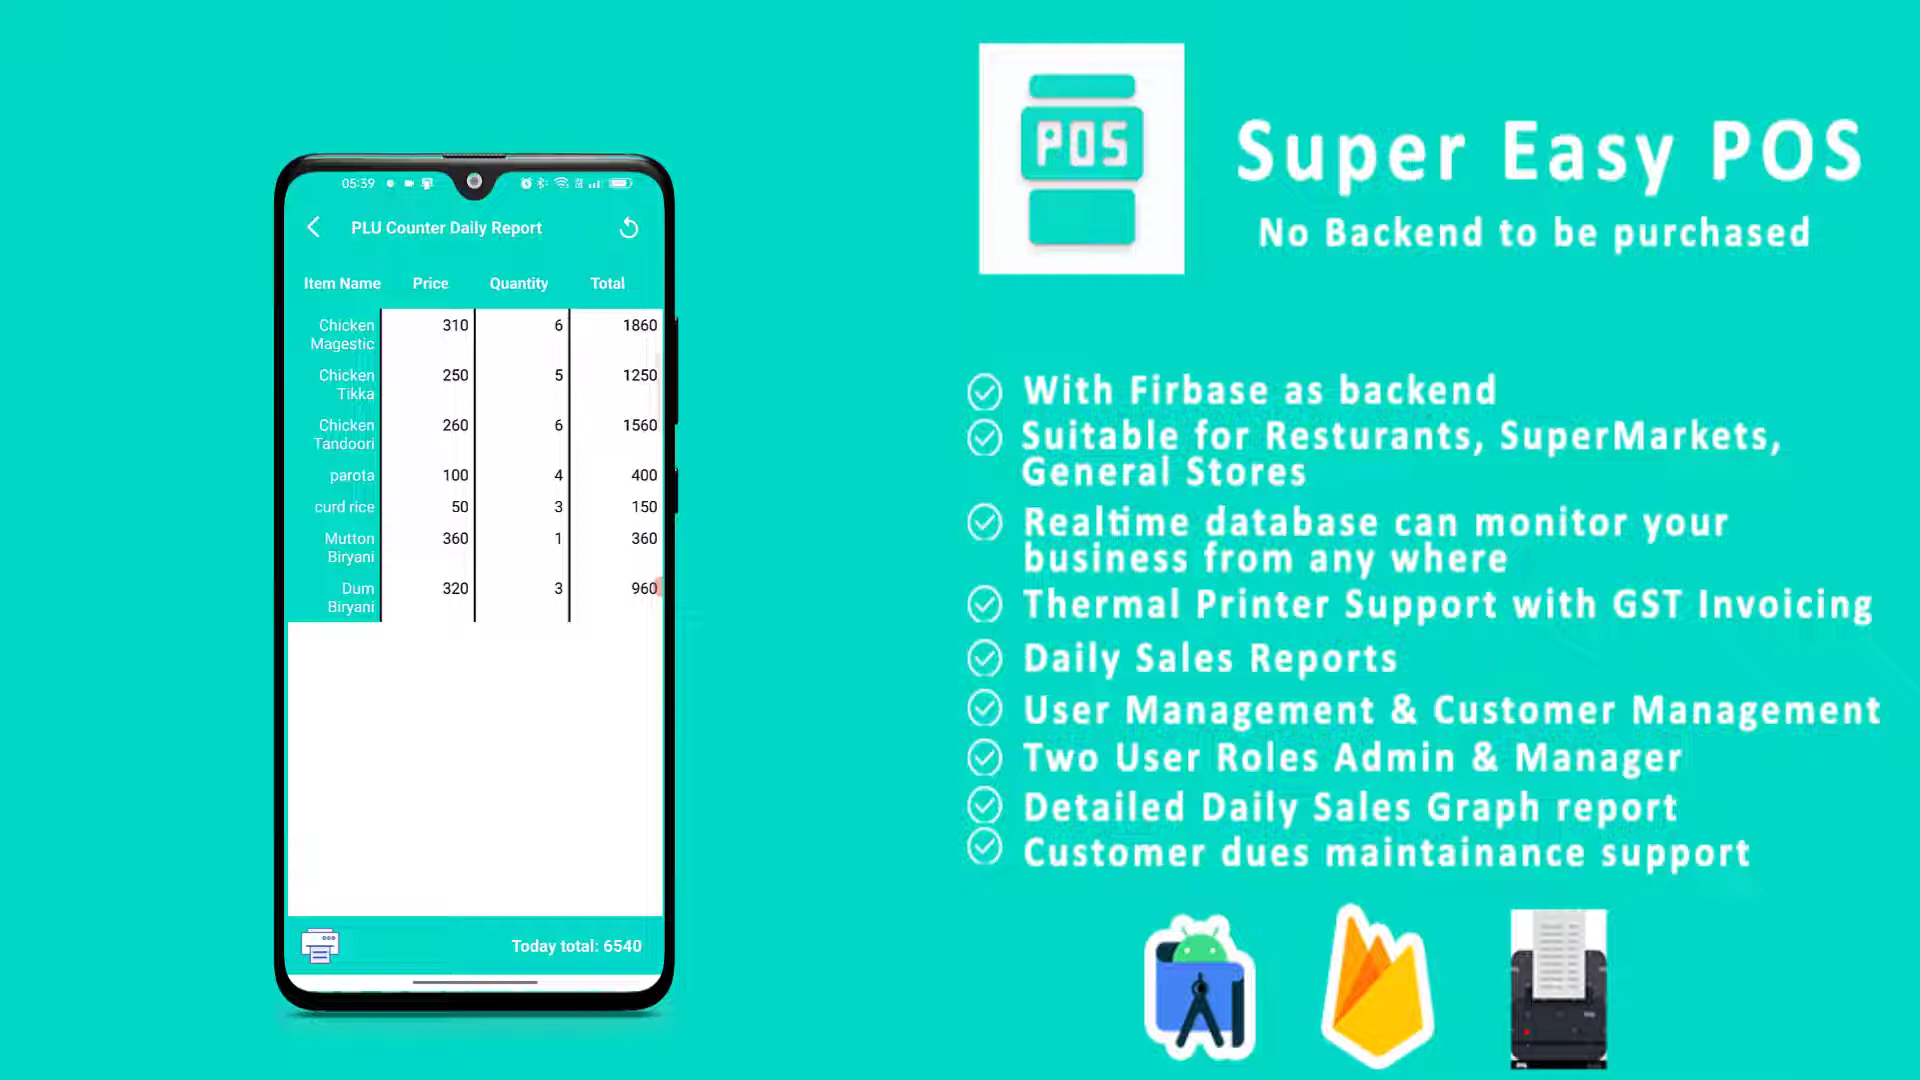 05:39
PLU Counter Daily Report
Item Name Price Quantity Total
Chicken Magestic 310 6 1860
Chicken Tikka 250 5 1250
Chicken Tandoori 260 6 1560
parota 100 4 400
curd rice 50 3 150
Mutton Biryani 360 1 360
Dum Biryani 320 3 960
Today total: 6540
POS
Super Easy POS
No Backend to be purchased
With Firbase as backend
Suitable for Resturants, SuperMarkets,
General Stores
Realtime database can monitor your
business from any where
Thermal Printer Support with GST Invoicing
Daily Sales Reports
User Management & Customer Management
Two User Roles Admin & Manager
Detailed Daily Sales Graph report
Customer dues maintainance support